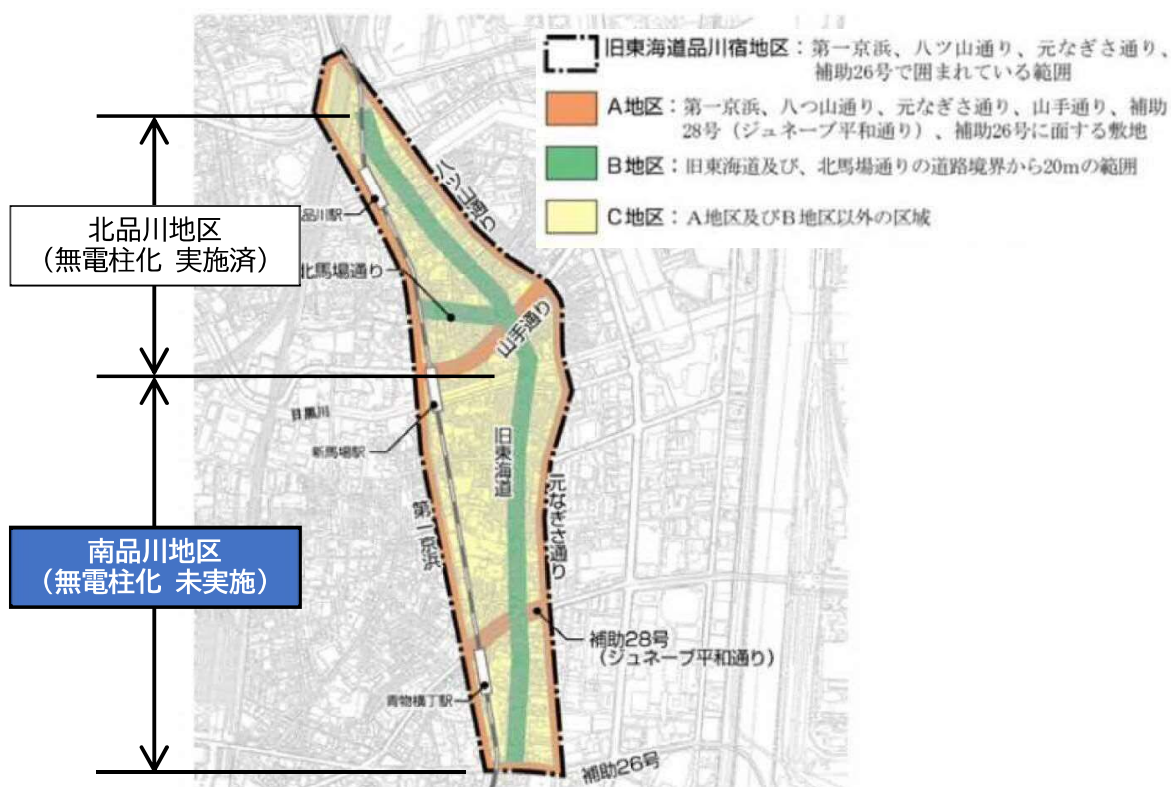 旧東海道品川宿地区：第一京浜、八ツ山通り、元なぎさ通り、
補助26号で囲まれている範囲
A地区：第一京浜、八つ山通り、元なぎさ通り、山手通り、補助
28号（ジュネーブ平和通り）、補助26号に面する敷地
B地区：旧東海道及び、北馬場通りの道路境界から20mの範囲
C地区：A地区及びB地区以外の区域
北品川地区
（無電柱化 実施済）
品川駅
八ツ山通り
北馬場通り
山手通り
目黒川
新馬場駅
旧東海道
元なぎさ通り
第一京浜
南品川地区
（無電柱化 未実施）
補助28号
（ジュネーブ平和通り）
青物横丁駅
補助26号